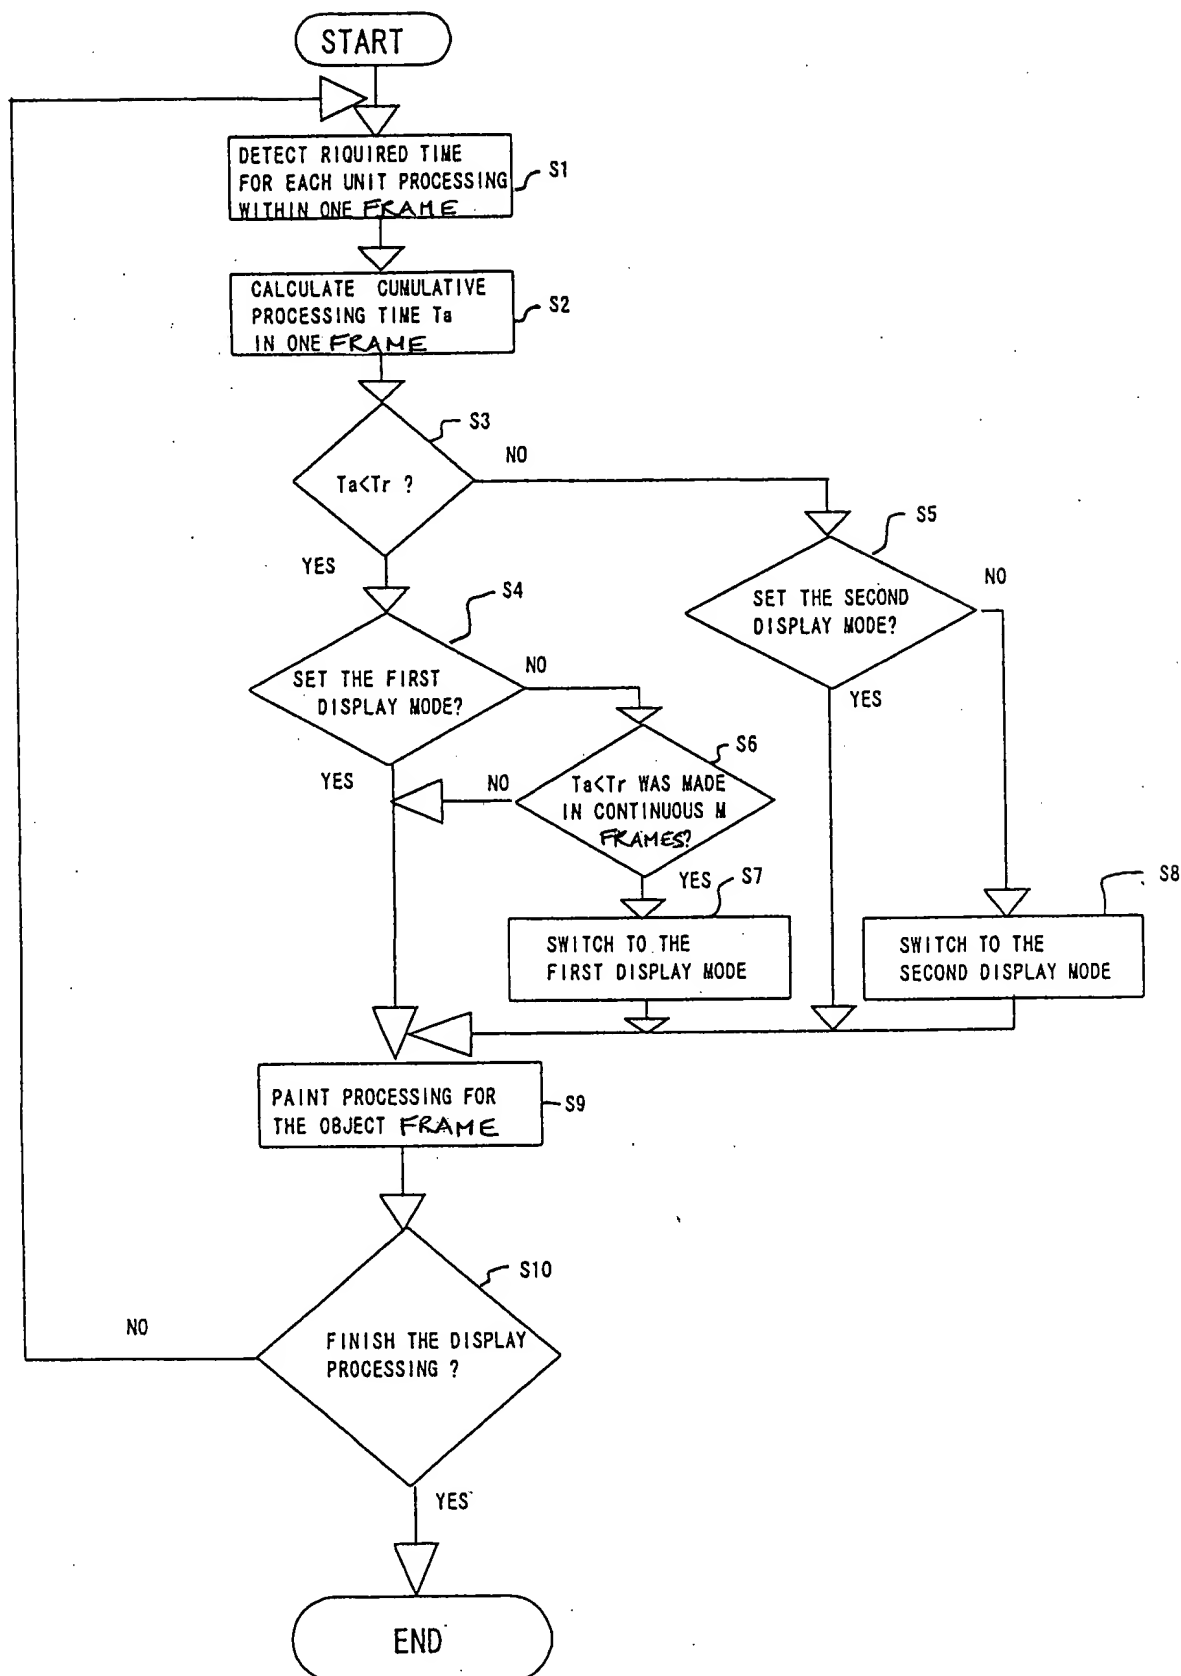 START
DETECT RIQUIRED TIME
FOR EACH UNIT PROCESSING
WITHIN ONE FRAME
S1
CALCULATE CUMULATIVE
PROCESSING TIME Ta
IN ONE FRAME
S2
S3
Ta<Tr ?
NO
YES
S5
SET THE SECOND
DISPLAY MODE?
NO
YES
S4
SET THE FIRST
DISPLAY MODE?
NO
YES
S6
Ta<Tr WAS MADE
IN CONTINUOUS M
FRAMES?
NO
YES
S7
SWITCH TO THE
FIRST DISPLAY MODE
S8
SWITCH TO THE
SECOND DISPLAY MODE
PAINT PROCESSING FOR
THE OBJECT FRAME
S9
S10
FINISH THE DISPLAY
PROCESSING ?
NO
YES
END